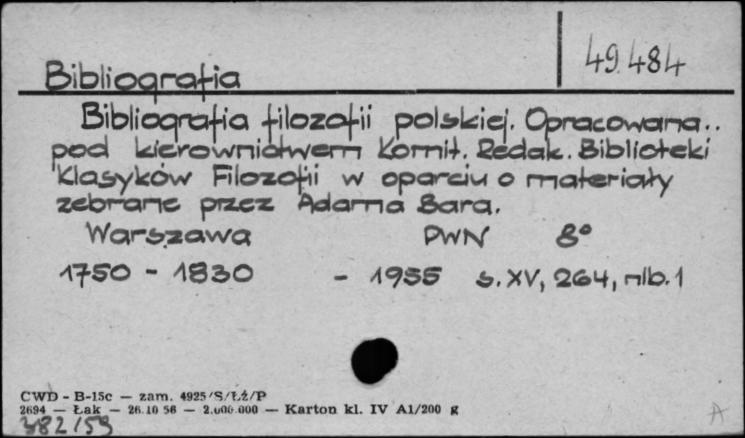 49.484
Bibliografia
Bibliografia filozofii polskiej. Opracowana..
pod kierownictwem Komit. Redak. Biblioteki
Klasyków Filozofii w oparciu o materiały
zebrane przez Adama Bara.
Warszawa PWN 8°
1750 - 1830 - 1955 s. XV, 264, nlb. 1
CWD - B-15c — zam. 4925/S/ŁŻ/P
2694 — Łak — 26.10 56 — 2.000.000 — Karton kl. IV A1/200 g
382/59
A